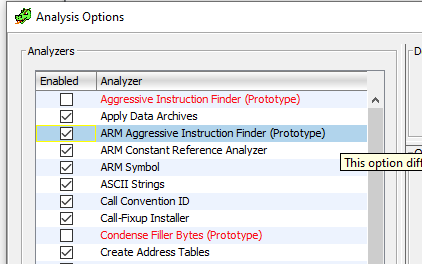 Analysis Options
Analyzers
Enabled Analyzer
Aggressive Instruction Finder (Prototype)
Apply Data Archives
ARM Aggressive Instruction Finder (Prototype)
ARM Constant Reference Analyzer
This option diff
ARM Symbol
ASCII Strings
Call Convention ID
Call-Fixup Installer
Condense Filler Bytes (Prototype)
Create Address Tables